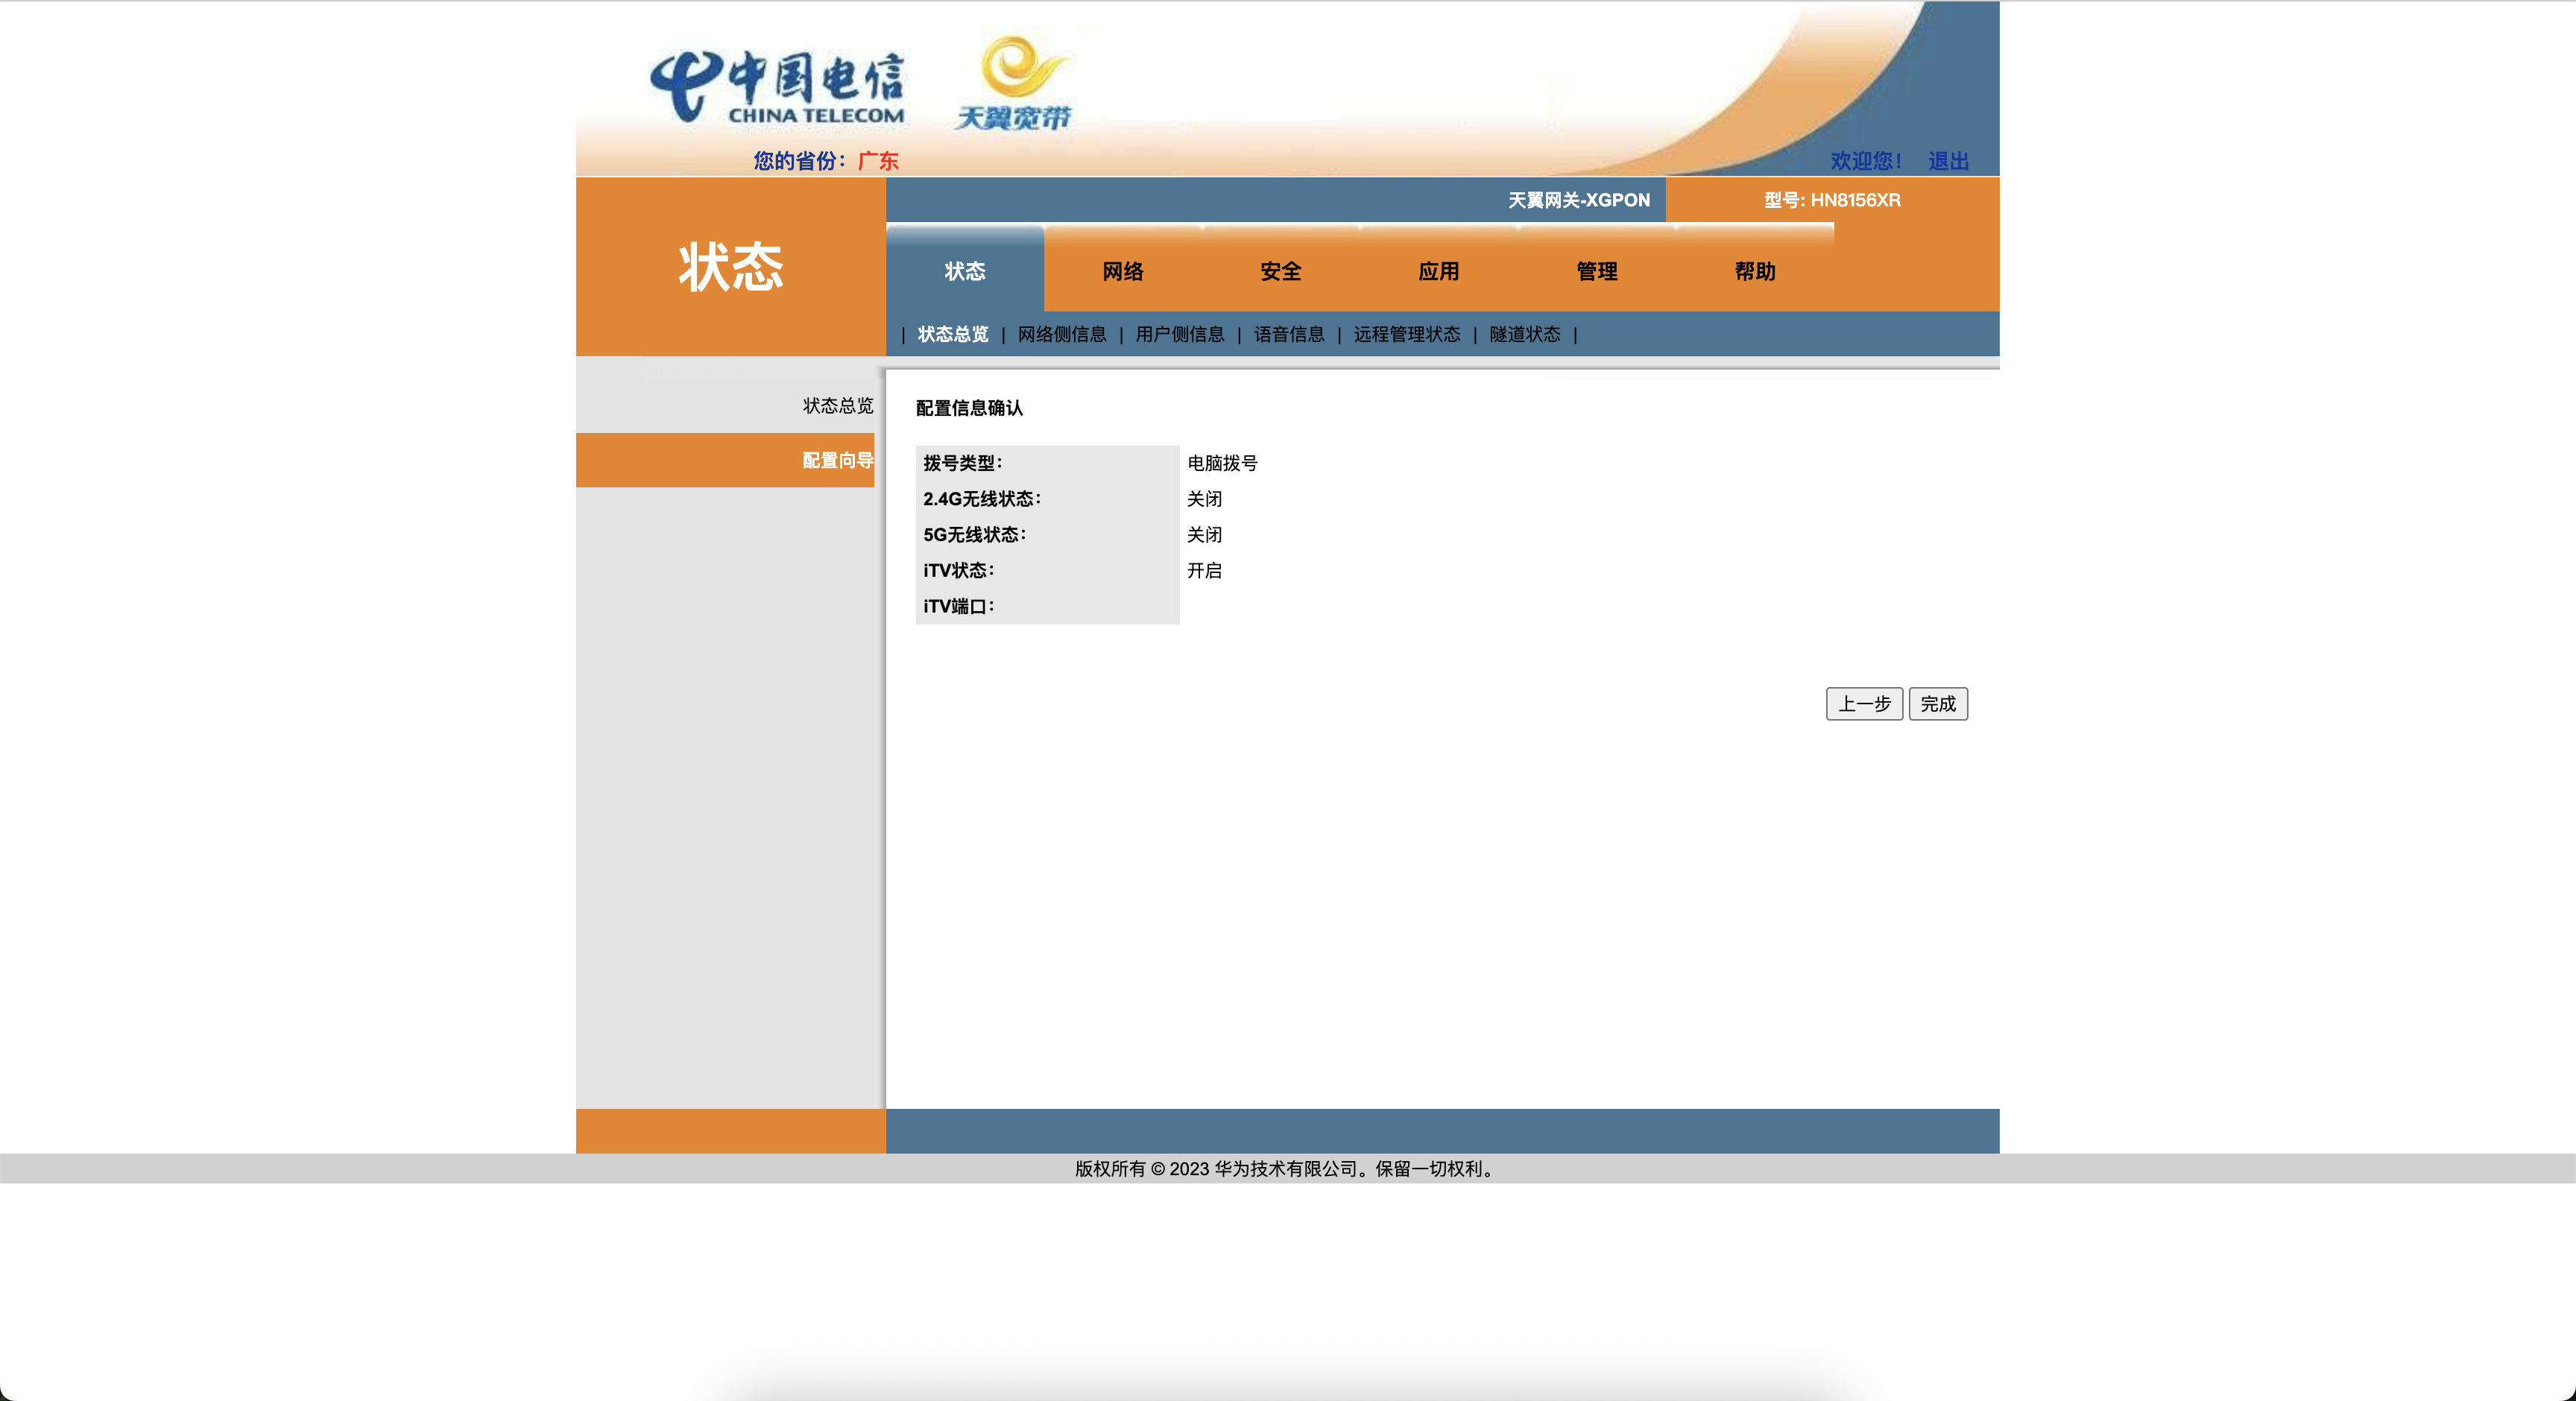 中国电信
CHINA TELECOM
天翼宽带
您的省份：广东
欢迎您！ 退出
天翼网关-XGPON
型号: HN8156XR
状态
状态 网络 安全 应用 管理 帮助
| 状态总览 | 网络侧信息 | 用户侧信息 | 语音信息 | 远程管理状态 | 隧道状态 |
状态总览
配置向导
配置信息确认
拨号类型： 电脑拨号
2.4G无线状态： 关闭
5G无线状态： 关闭
iTV状态： 开启
iTV端口：
上一步 完成
版权所有 © 2023 华为技术有限公司。保留一切权利。